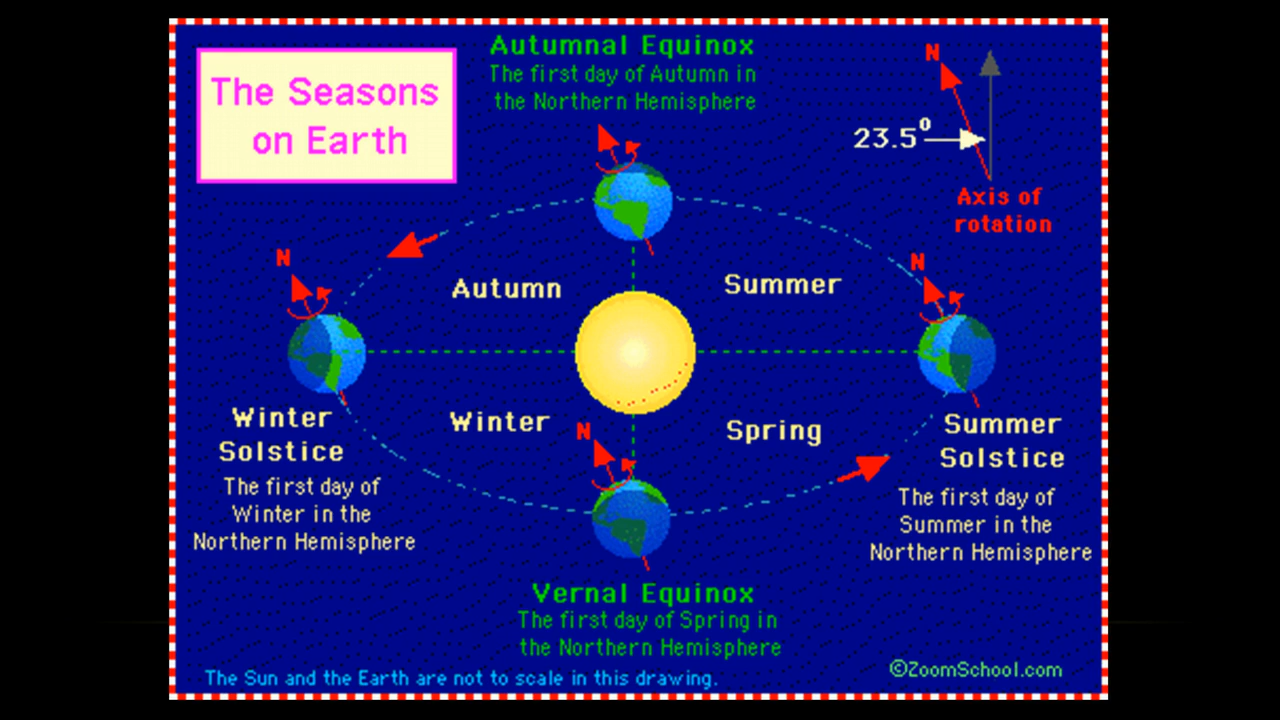 The Seasons
on Earth
Autumnal Equinox
The first day of Autumn in
the Northern Hemisphere
N
23.5°
Axis of
rotation
N
N
Autumn
Summer
Winter
Solstice
The first day of
Winter in the
Northern Hemisphere
Winter
N
Spring
Summer
Solstice
The first day of
Summer in the
Northern Hemisphere
Vernal Equinox
The first day of Spring in
the Northern Hemisphere
The Sun and the Earth are not to scale in this drawing.
©ZoomSchool.com